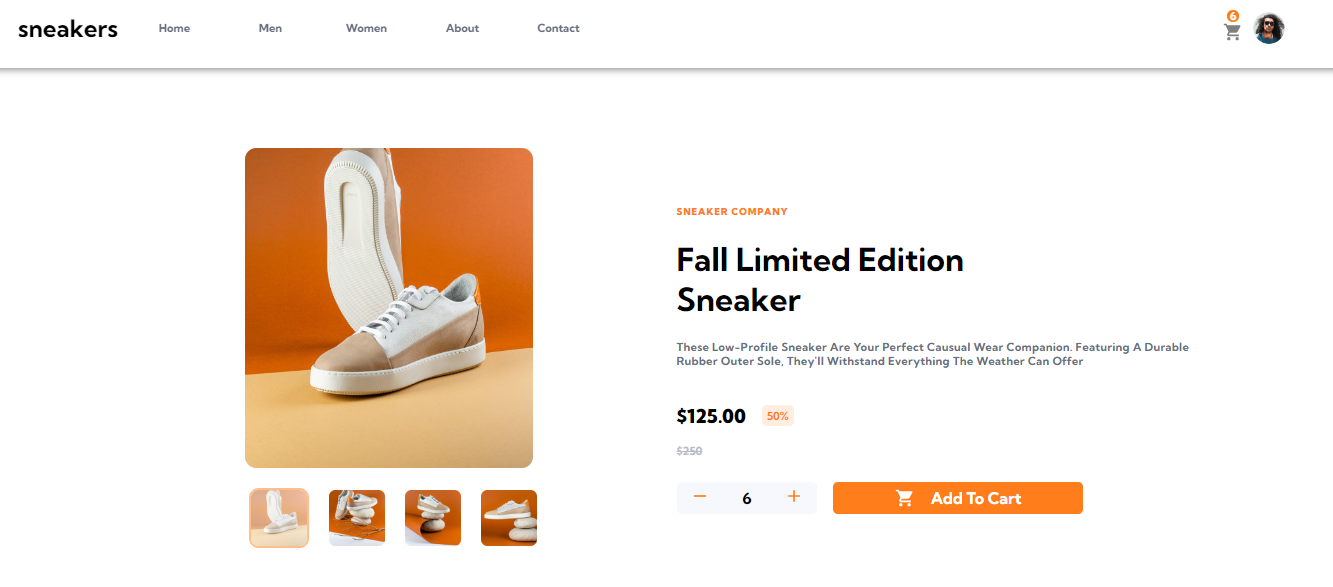 sneakers
Home
Men
Women
About
Contact
6
SNEAKER COMPANY
Fall Limited Edition
Sneaker
These Low-Profile Sneaker Are Your Perfect Causual Wear Companion. Featuring A Durable
Rubber Outer Sole, They'll Withstand Everything The Weather Can Offer
$125.00
50%
$250
6
Add To Cart